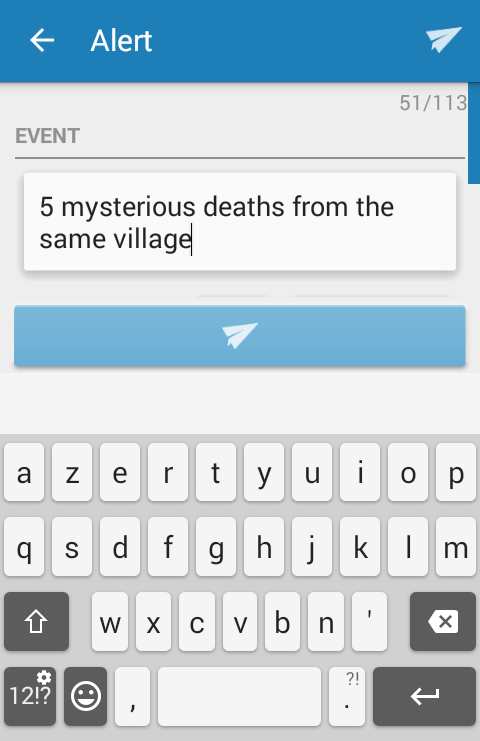 Alert
51/113
EVENT
5 mysterious deaths from the
same village
a z e r t y u i o p
q s d f g h j k l m
w x c v b n '
12!? , ?! .